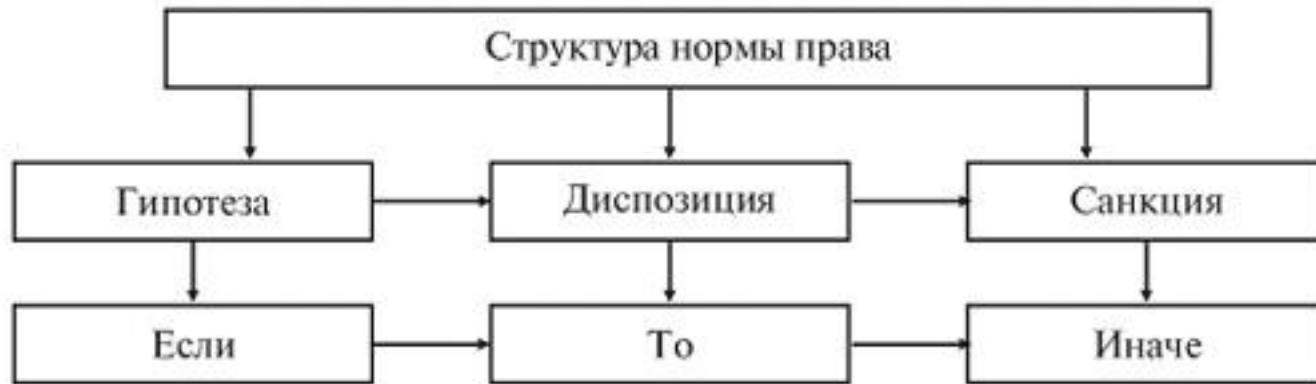 Структура нормы права
Гипотеза
Диспозиция
Санкция
Если
То
Иначе